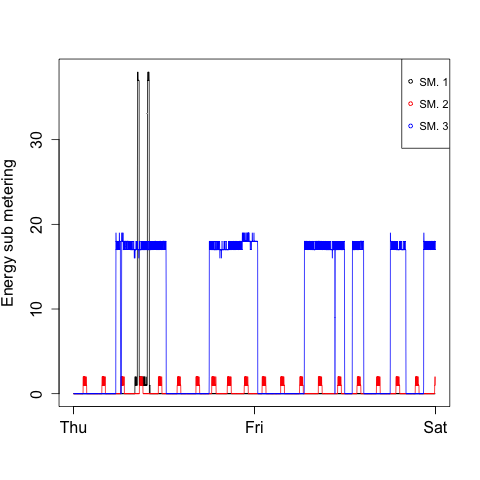 SM. 1
SM. 2
SM. 3
Energy sub metering
30
20
10
0
Thu Fri Sat